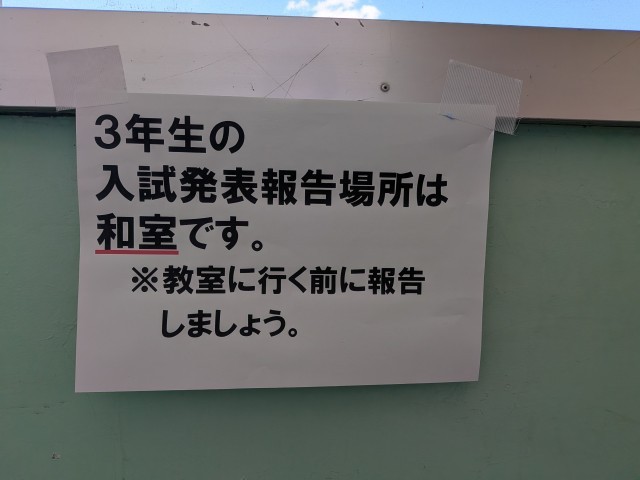 3年生の
入試発表報告場所は
和室です。
※教室に行く前に報告
しましょう。